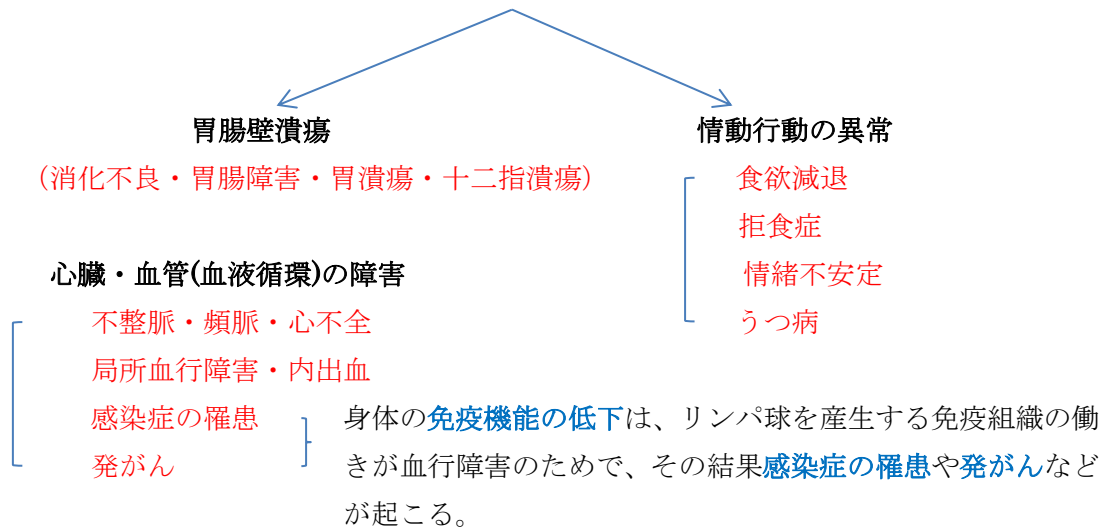 胃腸壁潰瘍
情動行動の異常
(消化不良・胃腸障害・胃潰瘍・十二指潰瘍)
食欲減退
拒食症
情緒不安定
うつ病
心臓・血管(血液循環)の障害
不整脈・頻脈・心不全
局所血行障害・内出血
感染症の罹患
発がん
身体の免疫機能の低下は、リンパ球を産生する免疫組織の働
きが血行障害のためで、その結果感染症の罹患や発がんなど
が起こる。